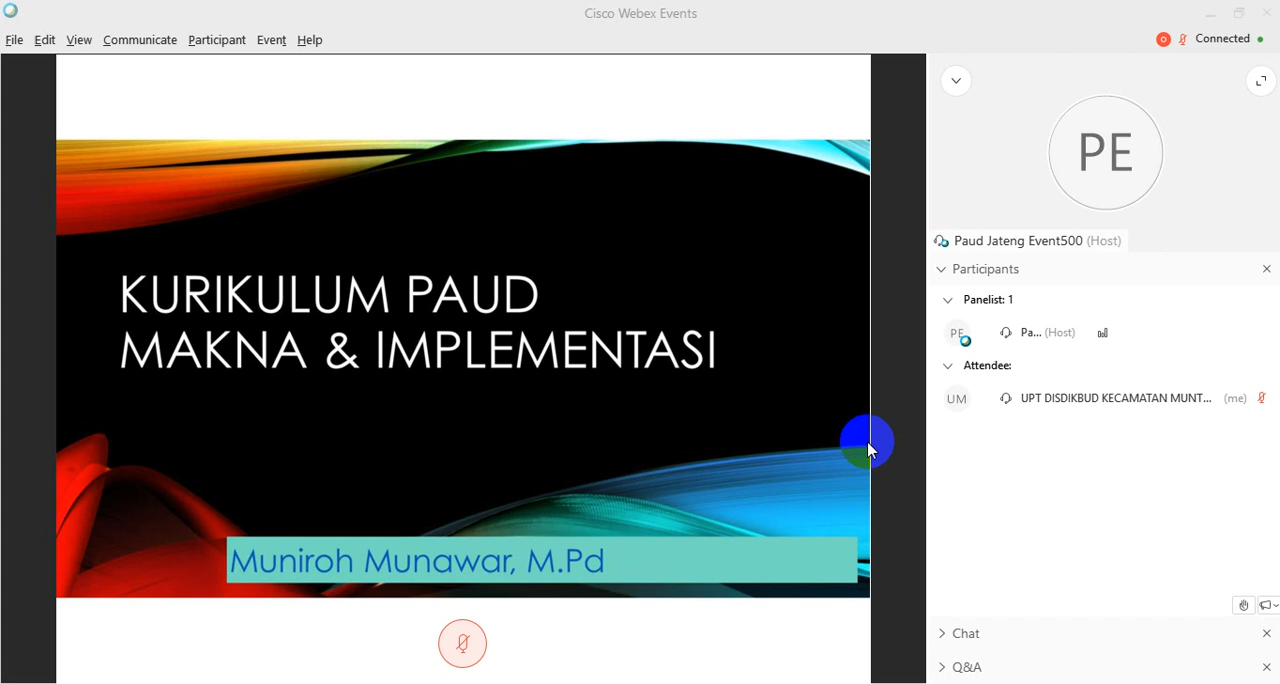 Cisco Webex Events
File Edit View Communicate Participant Event Help
Connected
PE
Paud Jateng Event500 (Host)
Participants
Panelist: 1
PE Pa... (Host)
Attendee:
UM UPT DISDIKBUD KECAMATAN MUNT... (me)
KURIKULUM PAUD
MAKNA & IMPLEMENTASI
Muniroh Munawar, M.Pd
Chat
Q&A